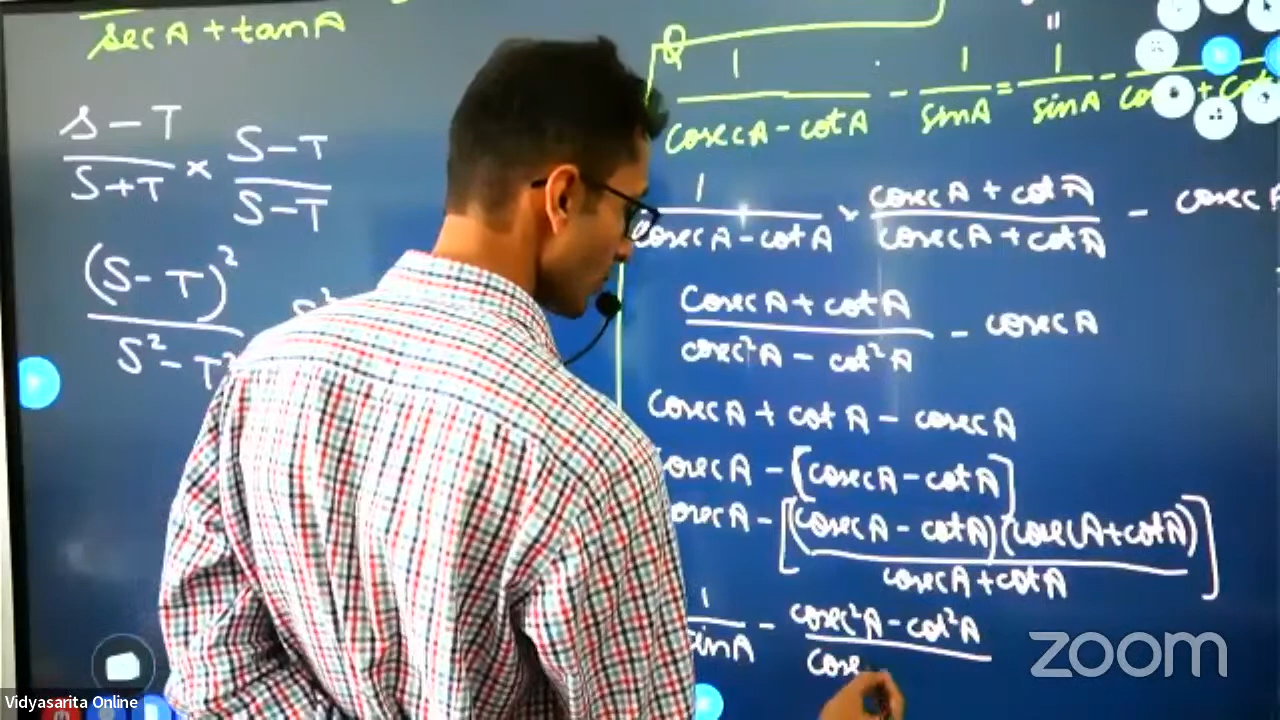 secA + tanA
S - T / S + T × S - T / S - T
(S - T)² / S² - T²
Q
1 / cosecA - cotA - 1 / sinA = 1 / sinA -
1 / cosecA - cotA × cosecA + cotA / cosecA + cotA - cosecA
cosecA + cotA / cosec²A - cot²A - cosecA
cosecA + cotA - cosecA
cosecA - [cosecA - cotA]
cosecA - [(cosecA - cotA)(cosecA + cotA) / cosecA + cotA]
1 / sinA - cosec²A - cot²A / cose
zoom
Vidyasarita Online